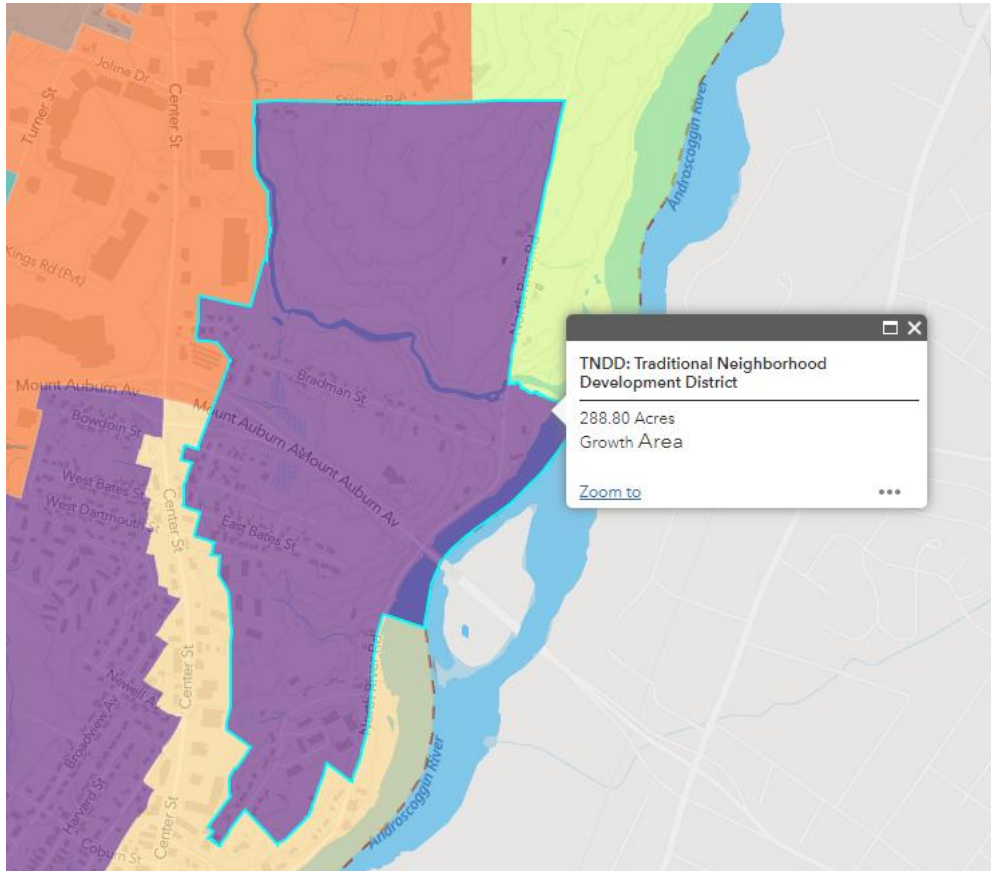 Joline Dr.
Turner St
Center St
Stetson Rd
Androscoggin River
Kings Rd (Pvt)
North River Rd
TNDD: Traditional Neighborhood
Development District
288.80 Acres
Growth Area
Zoom to
Mount Auburn Av
Bradman St
Mount Auburn Av
Mount Auburn Av
Bowdoin St
West Bates St
West Dartmouth St
Center St
East Bates St
North River Rd
Center St
Newell Av
Broadview Av
Harvard St
Center St
Coburn St
Androscoggin River